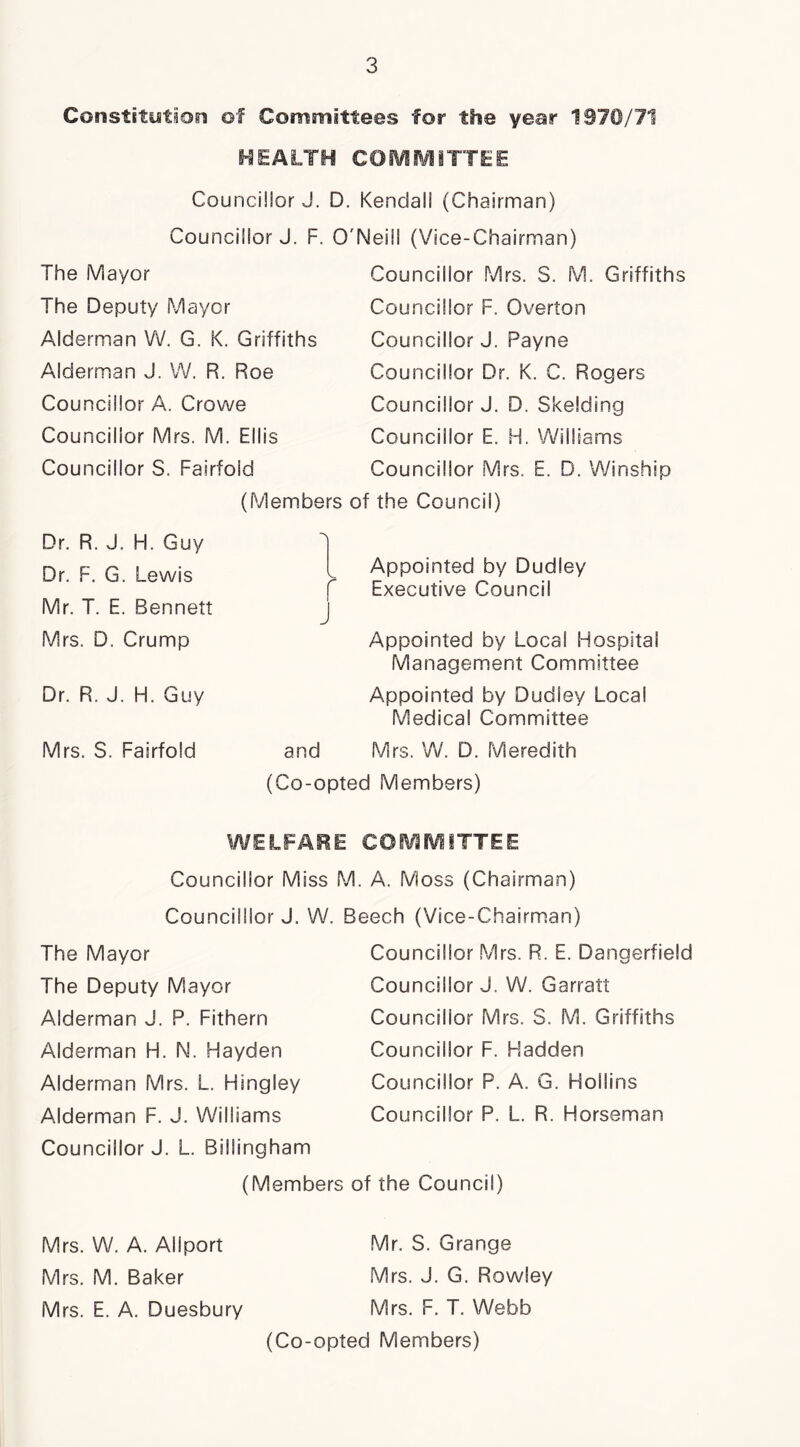 3
Constitution of Committees for the year 1970/71
HEALTH COMMITTEE
Councillor J. D. Kendall (Chairman)
Councillor J. F. O'Neill (Vice-Chairman)
The Mayor Councillor Mrs. S. M. Griffiths
The Deputy Mayor Councillor F. Overton
Alderman W. G. K. Griffiths Councillor J. Payne
Alderman J. W. R. Roe Councillor Dr. K. C. Rogers
Councillor A. Crowe Councillor J. D. Skelding
Councillor Mrs. M. Ellis Councillor E. H. Williams
Councillor S. Fairfold Councillor Mrs. E. D. Winship
(Members of the Council)
Dr. R. J. H. Guy
Dr. F. G. Lewis
Mr. T. E. Bennett
Appointed by Dudley
Executive Council
Mrs. D. Crump Appointed by Local Hospital
Management Committee
Dr. R. J. H. Guy Appointed by Dudley Local
Medical Committee
Mrs. S. Fairfold and Mrs. W. D. Meredith
(Co-opted Members)
WELFARE COMMITTEE
Councillor Miss M. A. Moss (Chairman)
Councilllor J. W. Beech (Vice-Chairman)
The Mayor Councillor Mrs. R. E. Dangerfield
The Deputy Mayor Councillor J. W. Garratt
Alderman J. P. Fithern Councillor Mrs. S. M. Griffiths
Alderman H. N. Hayden Councillor F. Hadden
Alderman Mrs. L. Hingley Councillor P. A. G. Hollins
Alderman F. J. Williams Councillor P. L. R. Horseman
Councillor J. L. Billingham
(Members of the Council)
Mrs. W. A. Allport Mr. S. Grange
Mrs. M. Baker Mrs. J. G. Rowley
Mrs. E. A. Duesbury Mrs. F. T. Webb
(Co-opted Members)